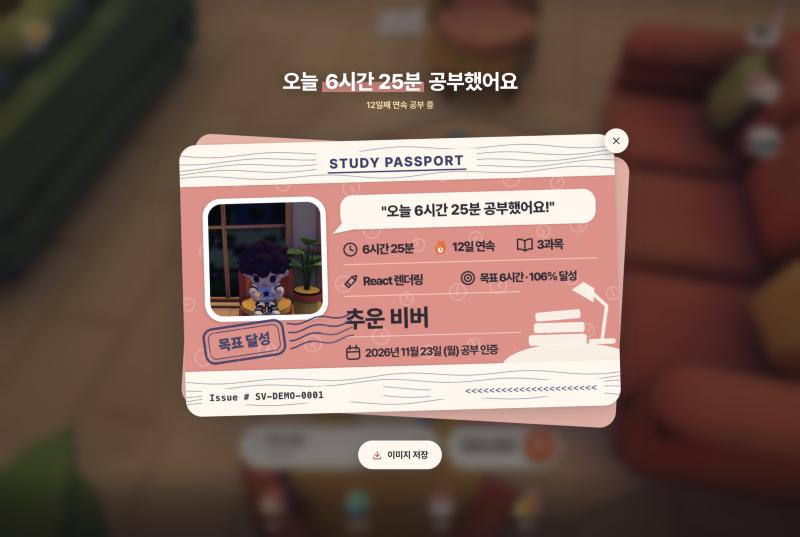 오늘 6시간 25분 공부했어요
12일째 연속 공부 중
STUDY PASSPORT
"오늘 6시간 25분 공부했어요!"
6시간 25분 12일 연속 3과목
React 렌더링 목표 6시간 · 106% 달성
추운 비버
목표 달성
2026년 11월 23일 (월) 공부 인증
Issue # SV-DEMO-0001 <<<<<<<<<<<<<<<<<<<<<<<
이미지 저장